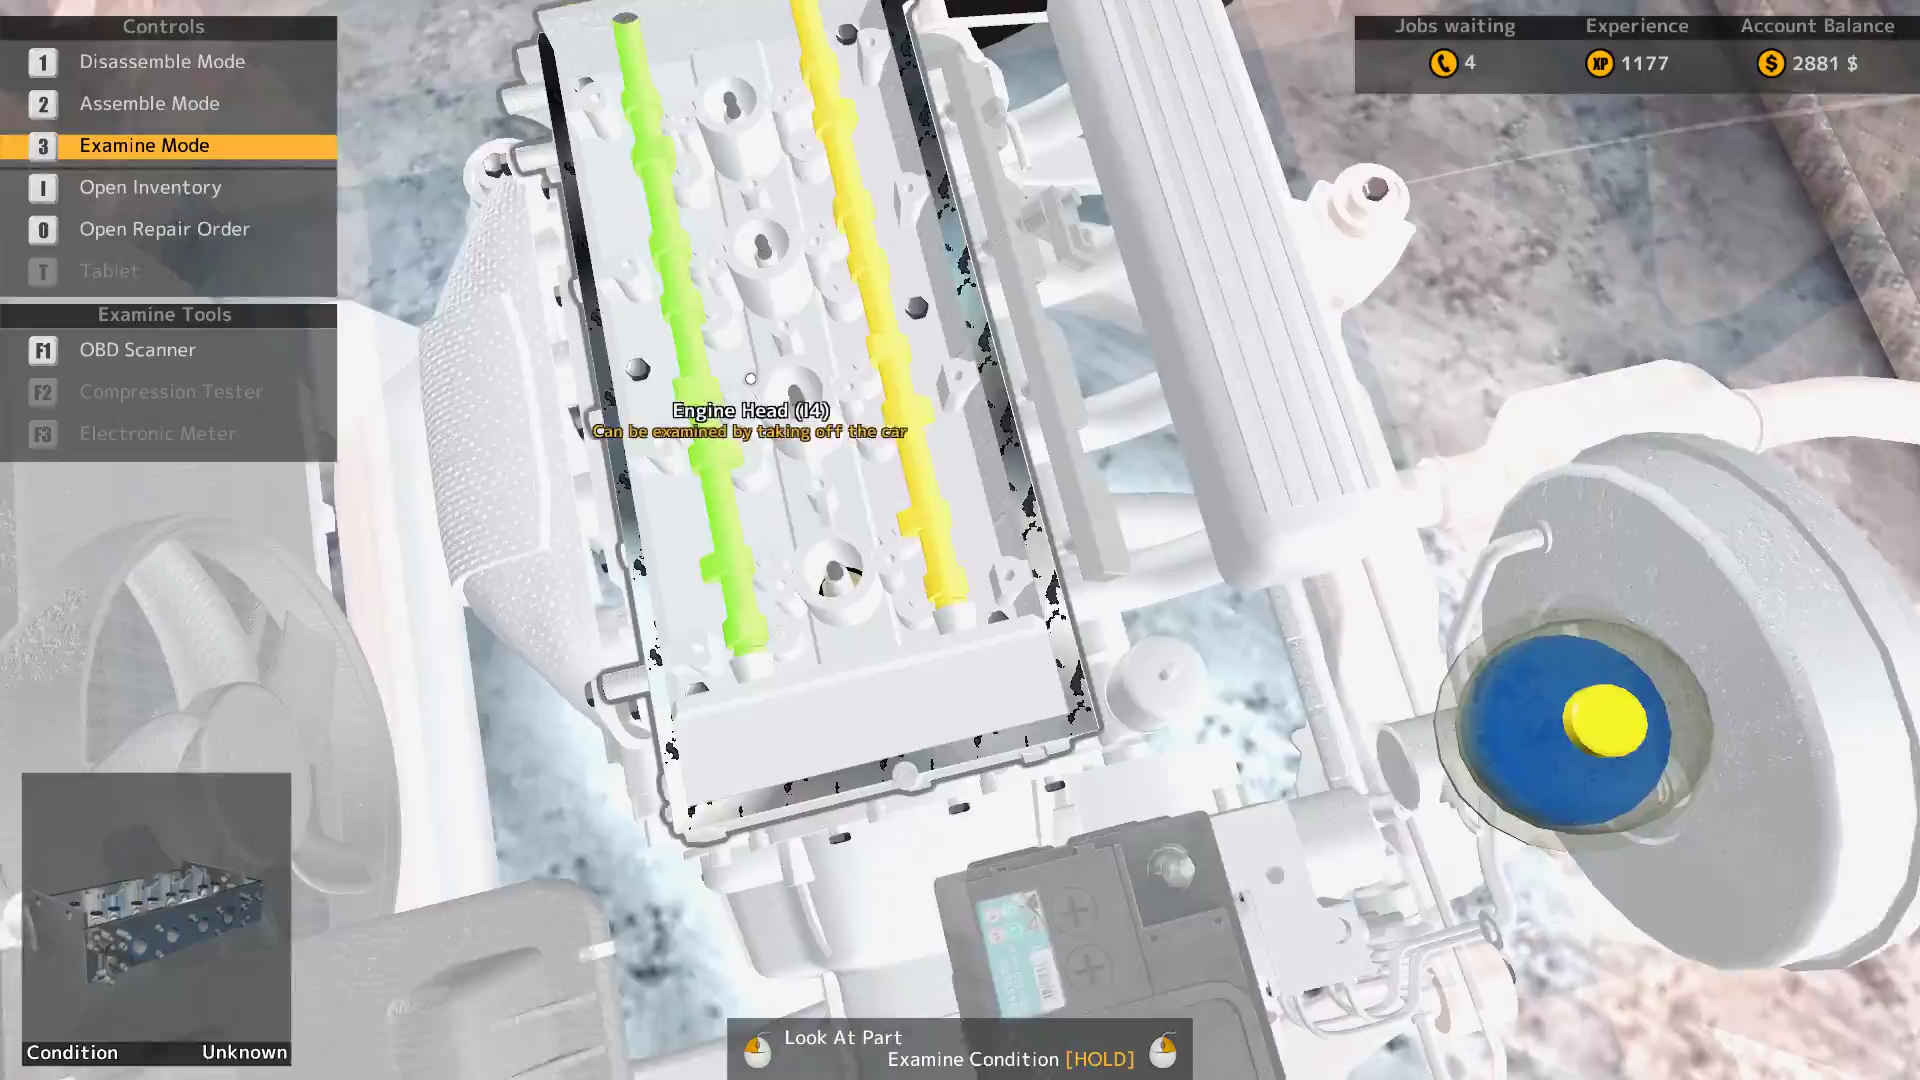 Controls
1 Disassemble Mode
2 Assemble Mode
3 Examine Mode
I Open Inventory
O Open Repair Order
T Tablet
Examine Tools
F1 OBD Scanner
F2 Compression Tester
F3 Electronic Meter
Jobs waiting Experience Account Balance
4 XP 1177 $ 2881 $
Engine Head (I4)
Can be examined by taking off the car
Condition Unknown
Look At Part
Examine Condition [HOLD]